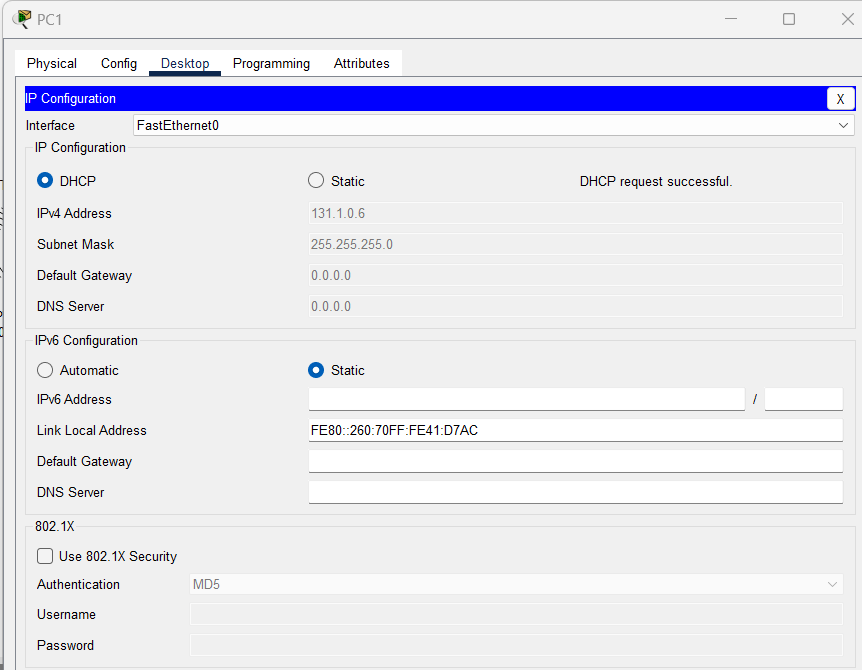 PC1
Physical Config Desktop Programming Attributes
IP Configuration X
Interface FastEthernet0
IP Configuration
DHCP Static DHCP request successful.
IPv4 Address 131.1.0.6
Subnet Mask 255.255.255.0
Default Gateway 0.0.0.0
DNS Server 0.0.0.0
IPv6 Configuration
Automatic Static
IPv6 Address /
Link Local Address FE80::260:70FF:FE41:D7AC
Default Gateway
DNS Server
802.1X
Use 802.1X Security
Authentication MD5
Username
Password